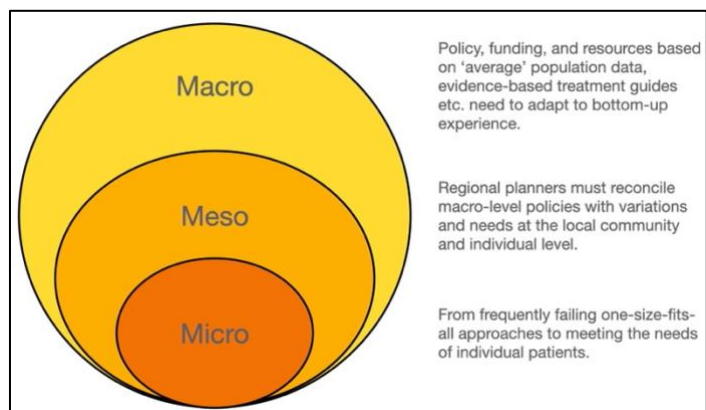 Macro
Policy, funding, and resources based
on ‘average’ population data,
evidence-based treatment guides
etc. need to adapt to bottom-up
experience.
Meso
Regional planners must reconcile
macro-level policies with variations
and needs at the local community
and individual level.
Micro
From frequently failing one-size-fits-
all approaches to meeting the needs
of individual patients.